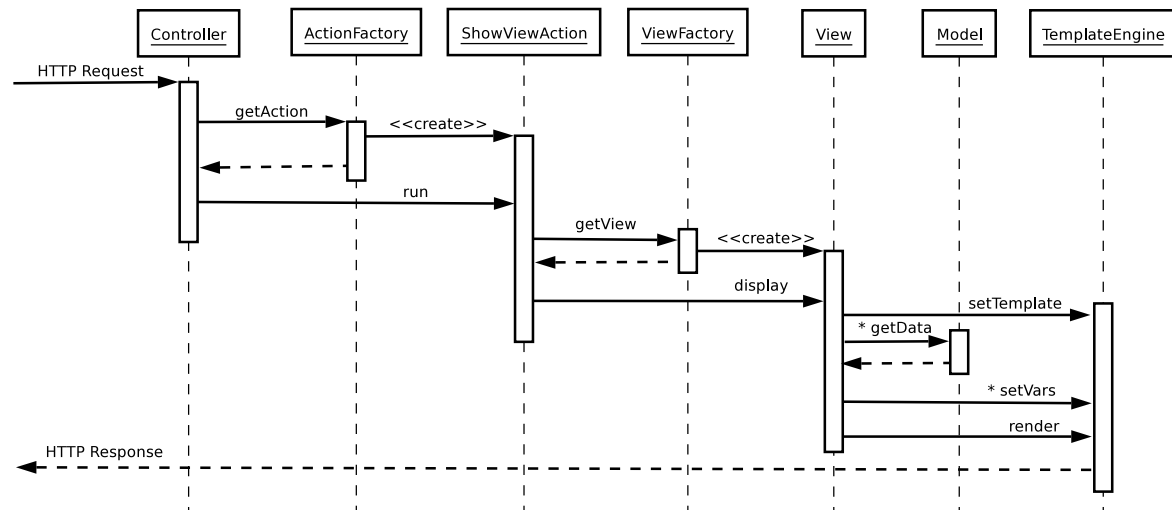 Controller
ActionFactory
ShowViewAction
ViewFactory
View
Model
TemplateEngine
HTTP Request
getAction
<<create>>
run
getView
<<create>>
display
setTemplate
* getData
* setVars
render
HTTP Response